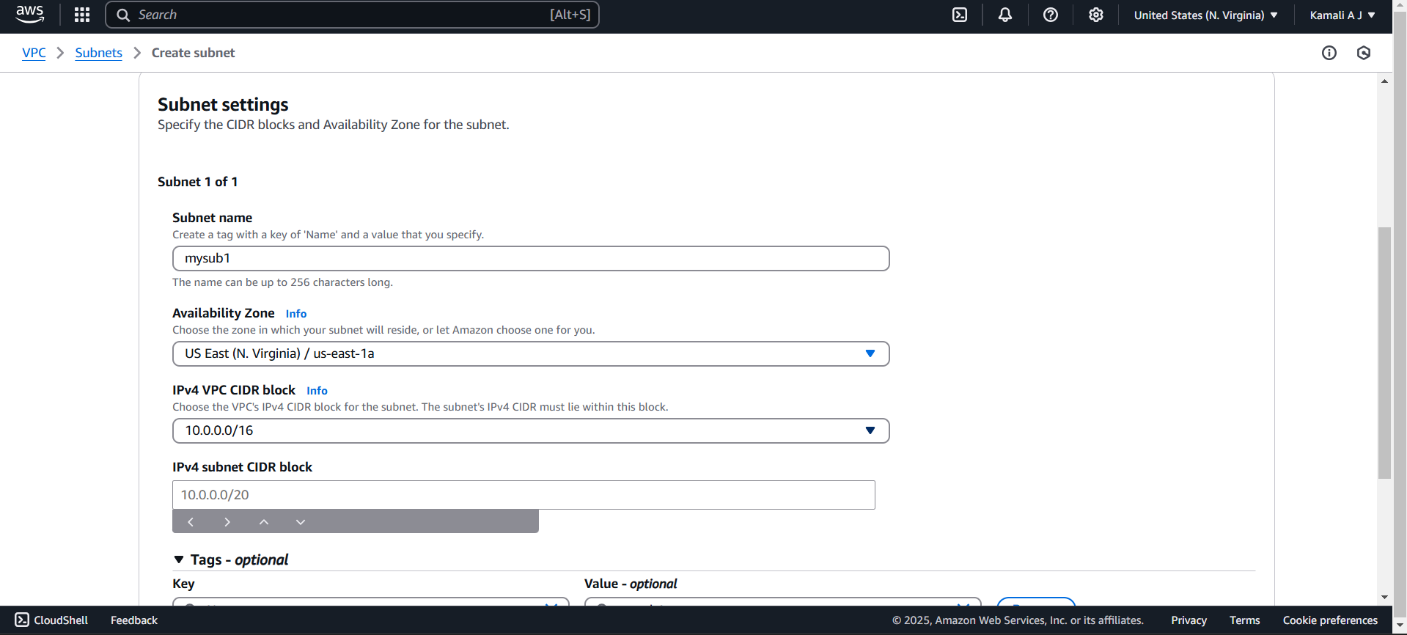 aws
Search [Alt+S]
United States (N. Virginia)
Kamali A J
VPC > Subnets > Create subnet
Subnet settings
Specify the CIDR blocks and Availability Zone for the subnet.
Subnet 1 of 1
Subnet name
Create a tag with a key of 'Name' and a value that you specify.
mysub1
The name can be up to 256 characters long.
Availability Zone Info
Choose the zone in which your subnet will reside, or let Amazon choose one for you.
US East (N. Virginia) / us-east-1a
IPv4 VPC CIDR block Info
Choose the VPC's IPv4 CIDR block for the subnet. The subnet's IPv4 CIDR must lie within this block.
10.0.0.0/16
IPv4 subnet CIDR block
10.0.0.0/20
Tags - optional
Key Value - optional
CloudShell Feedback © 2025, Amazon Web Services, Inc. or its affiliates. Privacy Terms Cookie preferences